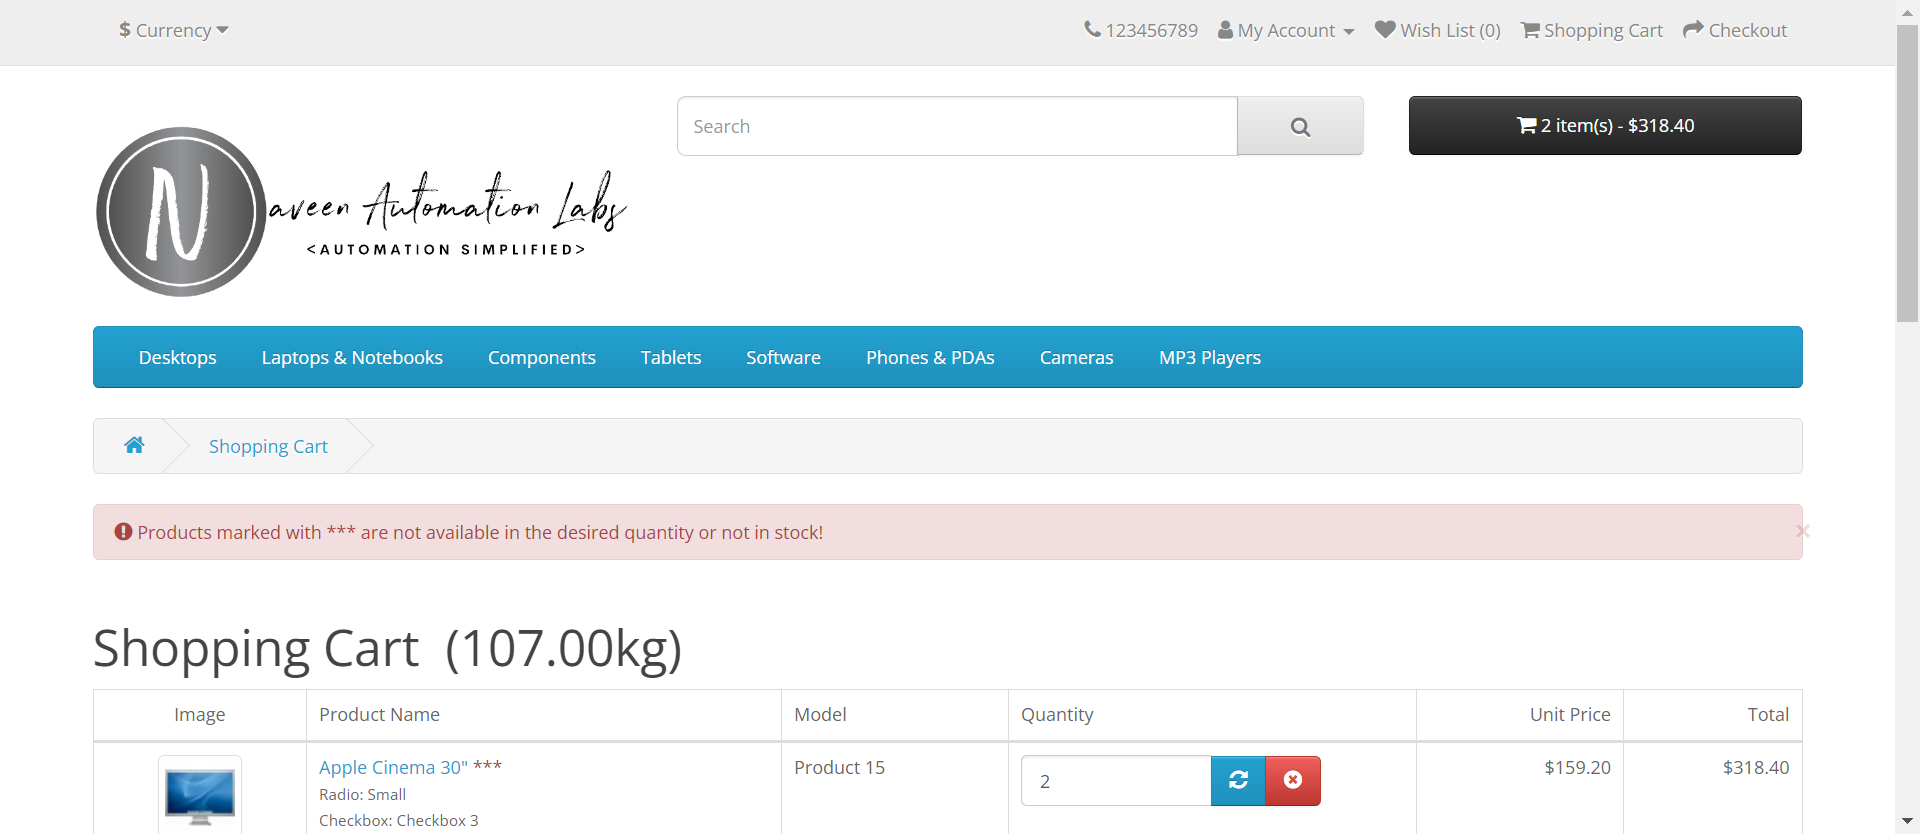 $ Currency
123456789 My Account Wish List (0) Shopping Cart Checkout
Search
2 item(s) - $318.40
N aveen Automation Labs
<AUTOMATION SIMPLIFIED>
Desktops Laptops & Notebooks Components Tablets Software Phones & PDAs Cameras MP3 Players
Shopping Cart
Products marked with *** are not available in the desired quantity or not in stock!
×
Shopping Cart (107.00kg)
Image Product Name Model Quantity Unit Price Total
Apple Cinema 30" *** Product 15 2 $159.20 $318.40
Radio: Small
Checkbox: Checkbox 3